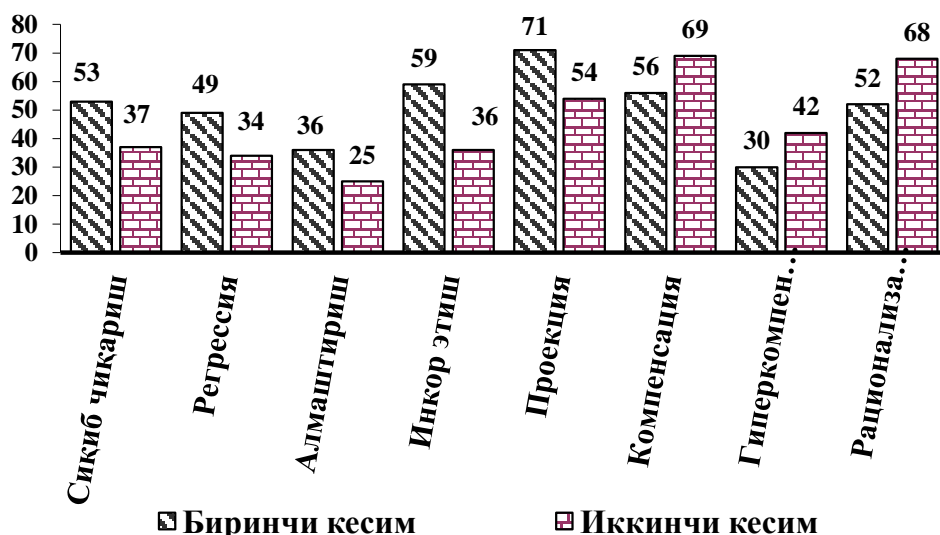 80
70
60
50
40
30
20
10
0
53
37
49
34
36
25
59
36
71
54
56
69
30
42
52
68
Сиқиб чиқариш
Регрессия
Алмаштириш
Инкор этиш
Проекция
Компенсация
Гиперкомпен…
Рационализа…
Биринчи кесим
Иккинчи кесим